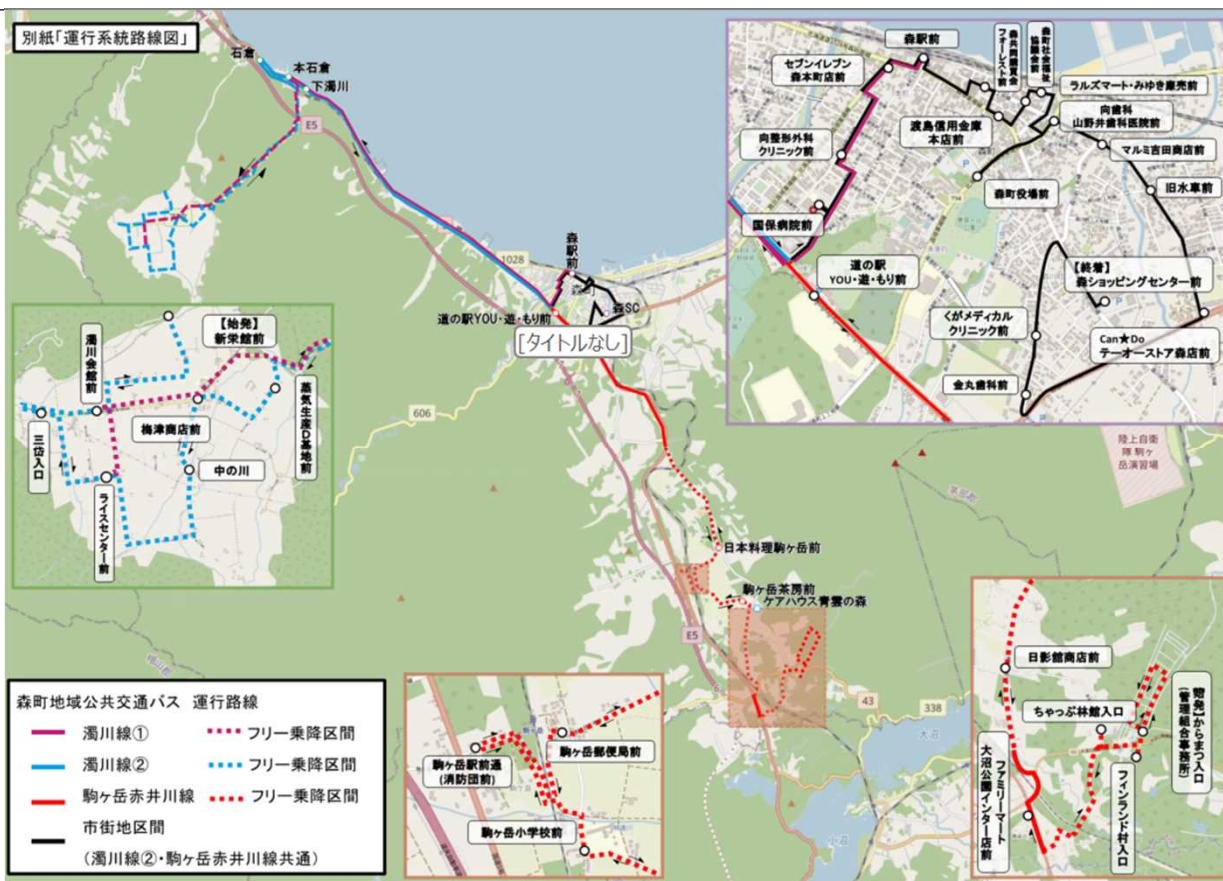 別紙「運行系統路線図」
石倉
本石倉
下濁川
E5
1028
森駅前
森SC
道の駅YOU・遊・もり前
[タイトルなし]
606
日本料理駒ヶ岳前
駒ヶ岳茶房前
ケアハウス青雲の森
E5
43
338
大沼
小沼
陸上自衛
隊駒ヶ
岳演習場
森駅前
セブンイレブン
森本町店前
森共同購買会
フォーレスト前
森町社会福祉
協議会前
ラルズマート・みゆき産売前
向歯科
山野井歯科医院前
渡島信用金庫
本店前
マルミ吉田商店前
向整形外科
クリニック前
森町役場前
旧水車前
国保病院前
道の駅
YOU・遊・もり前
【終着】
森ショッピングセンター前
くがメディカル
クリニック前
Can★Do
テーオーストア森店前
金丸歯科前
濁川会館前
【始発】
新栄館前
蒸気生産D基地前
梅津商店前
三岱入口
中の川
ライスセンター前
森町地域公共交通バス 運行路線
濁川線①
フリー乗降区間
濁川線②
フリー乗降区間
駒ヶ岳赤井川線
フリー乗降区間
市街地区間
(濁川線②・駒ヶ岳赤井川線共通)
駒ヶ岳郵便局前
駒ヶ岳駅前通
(消防団前)
駒ヶ岳小学校前
日影館商店前
ちゃっぷ林館入口
【始発】からまつ入口
(管理組合事務所)
フィンランド村入口
ファミリーマート
大沼公園インター店前